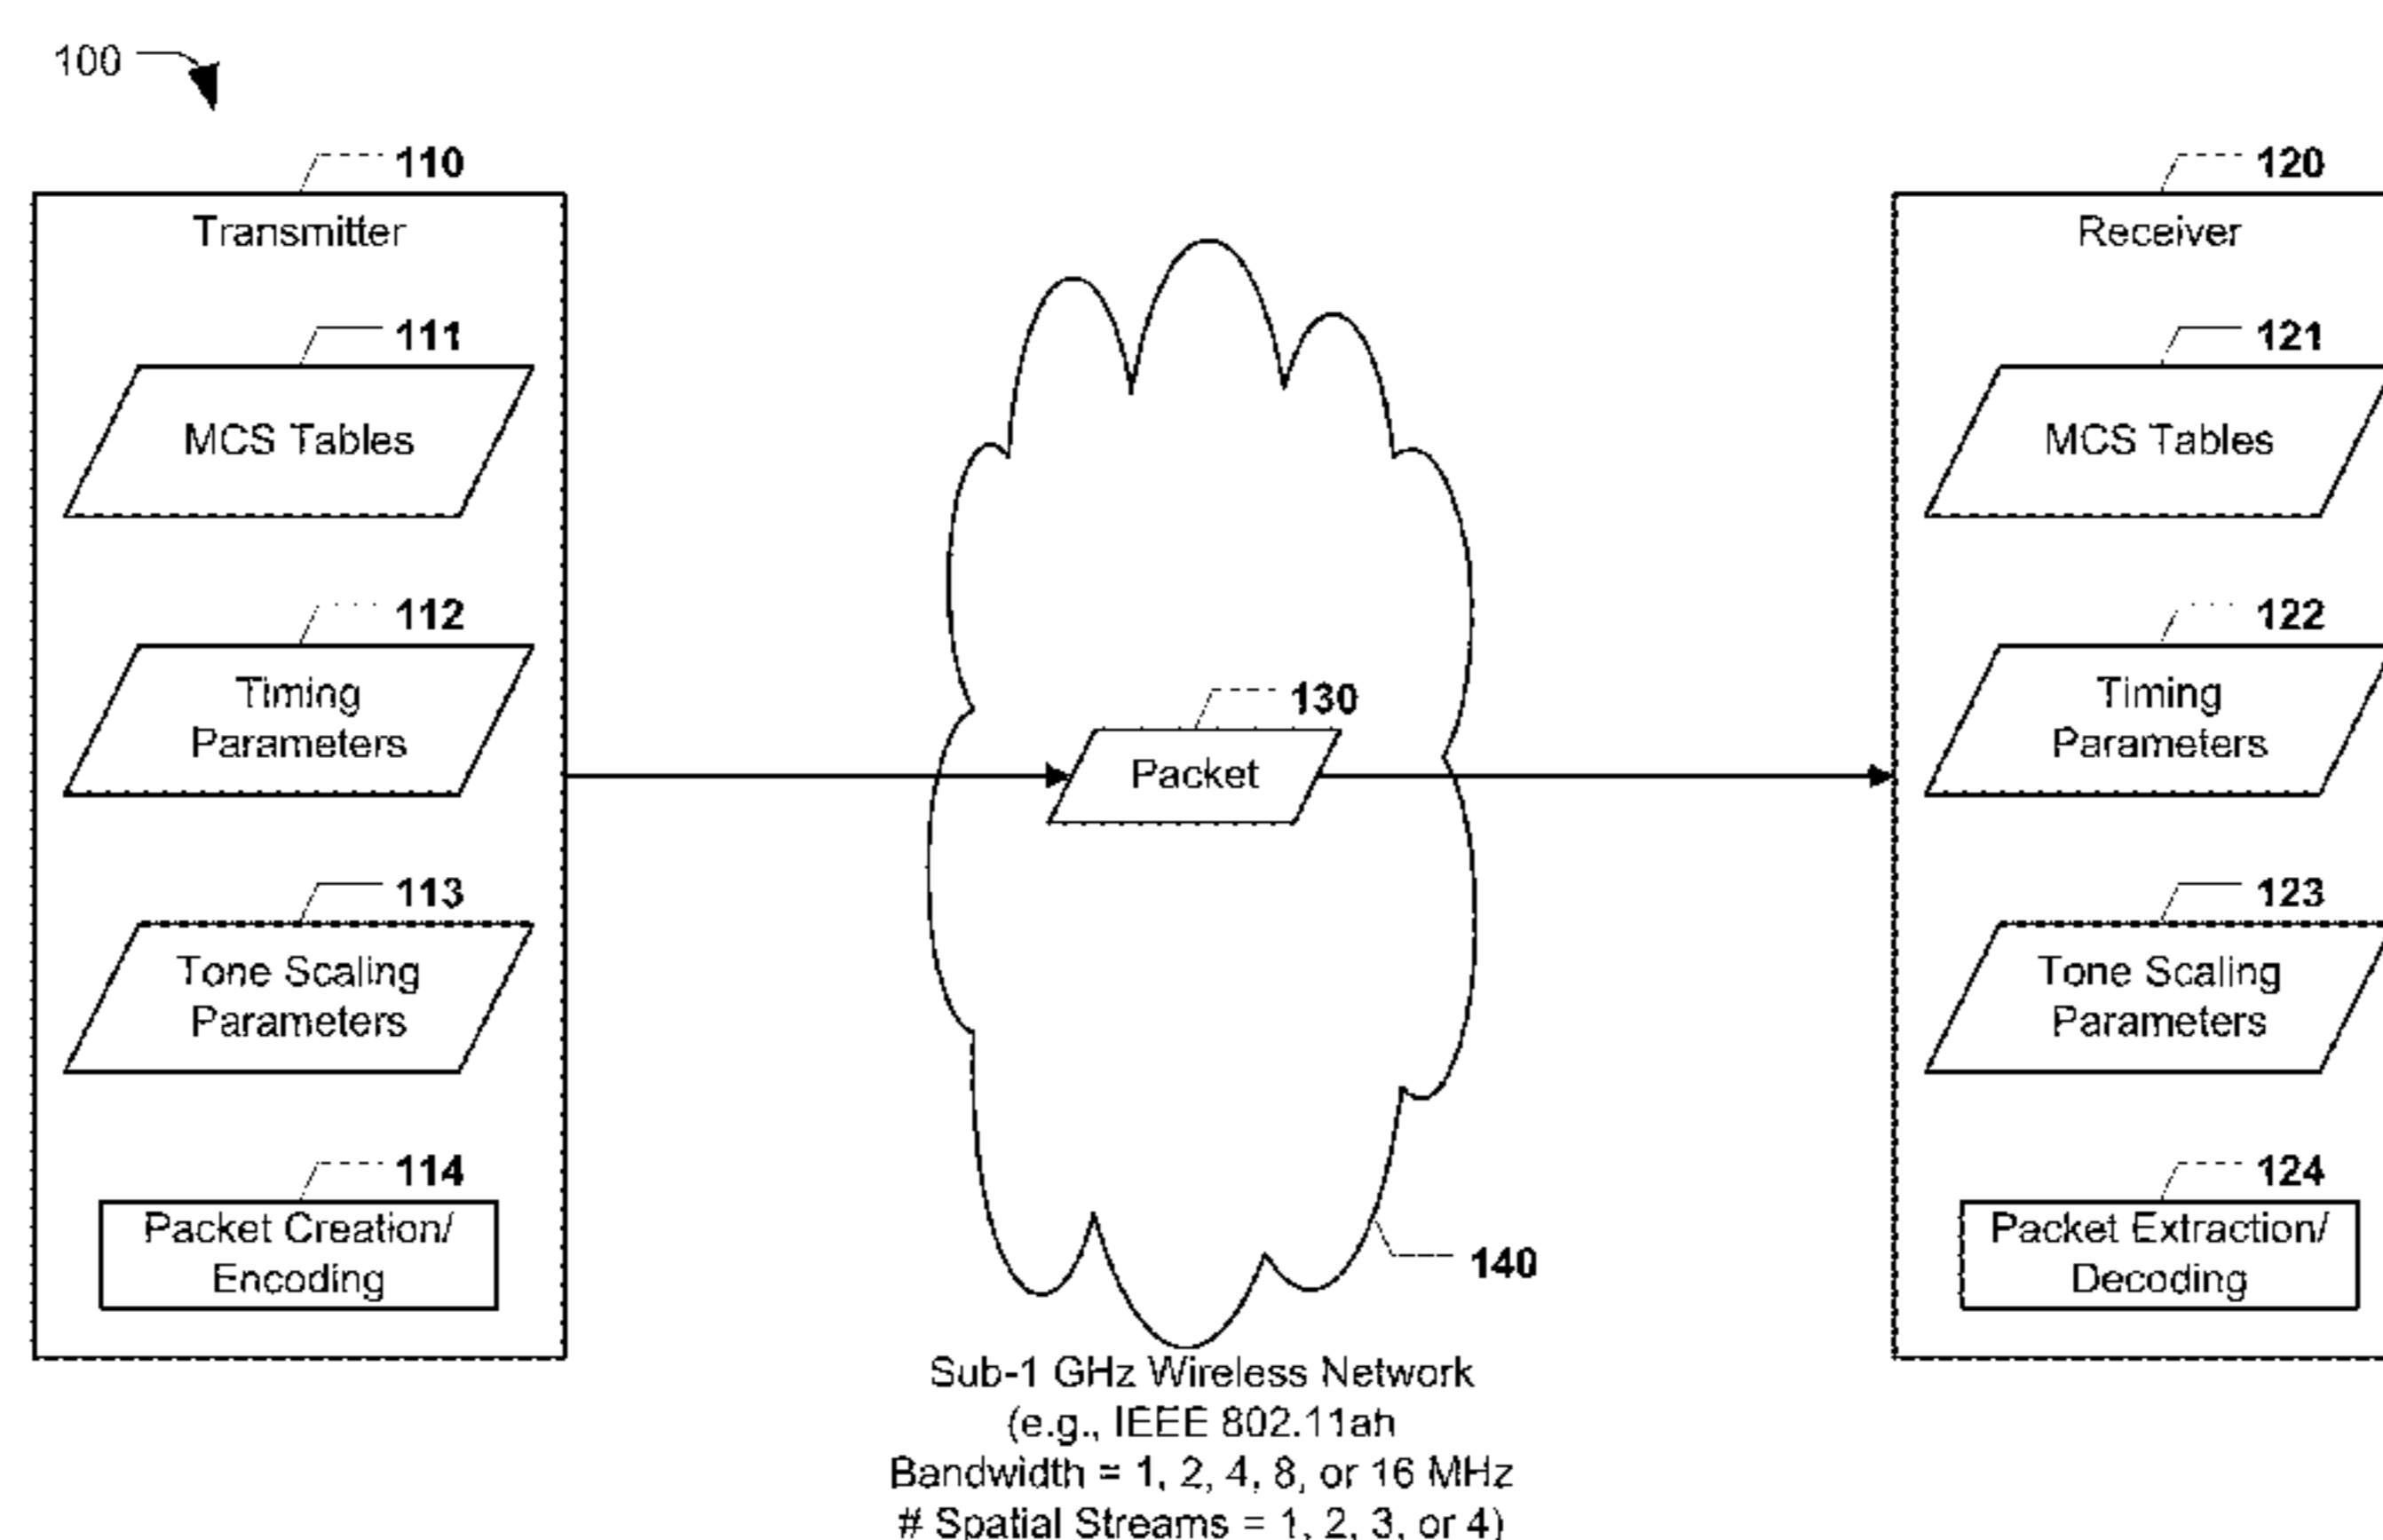 100
110
Transmitter
111
MCS Tables
112
Timing
Parameters
113
Tone Scaling
Parameters
114
Packet Creation/
Encoding
130
Packet
140
Sub-1 GHz Wireless Network
(e.g., IEEE 802.11ah
Bandwidth = 1, 2, 4, 8, or 16 MHz
# Spatial Streams = 1, 2, 3, or 4)
120
Receiver
121
MCS Tables
122
Timing
Parameters
123
Tone Scaling
Parameters
124
Packet Extraction/
Decoding